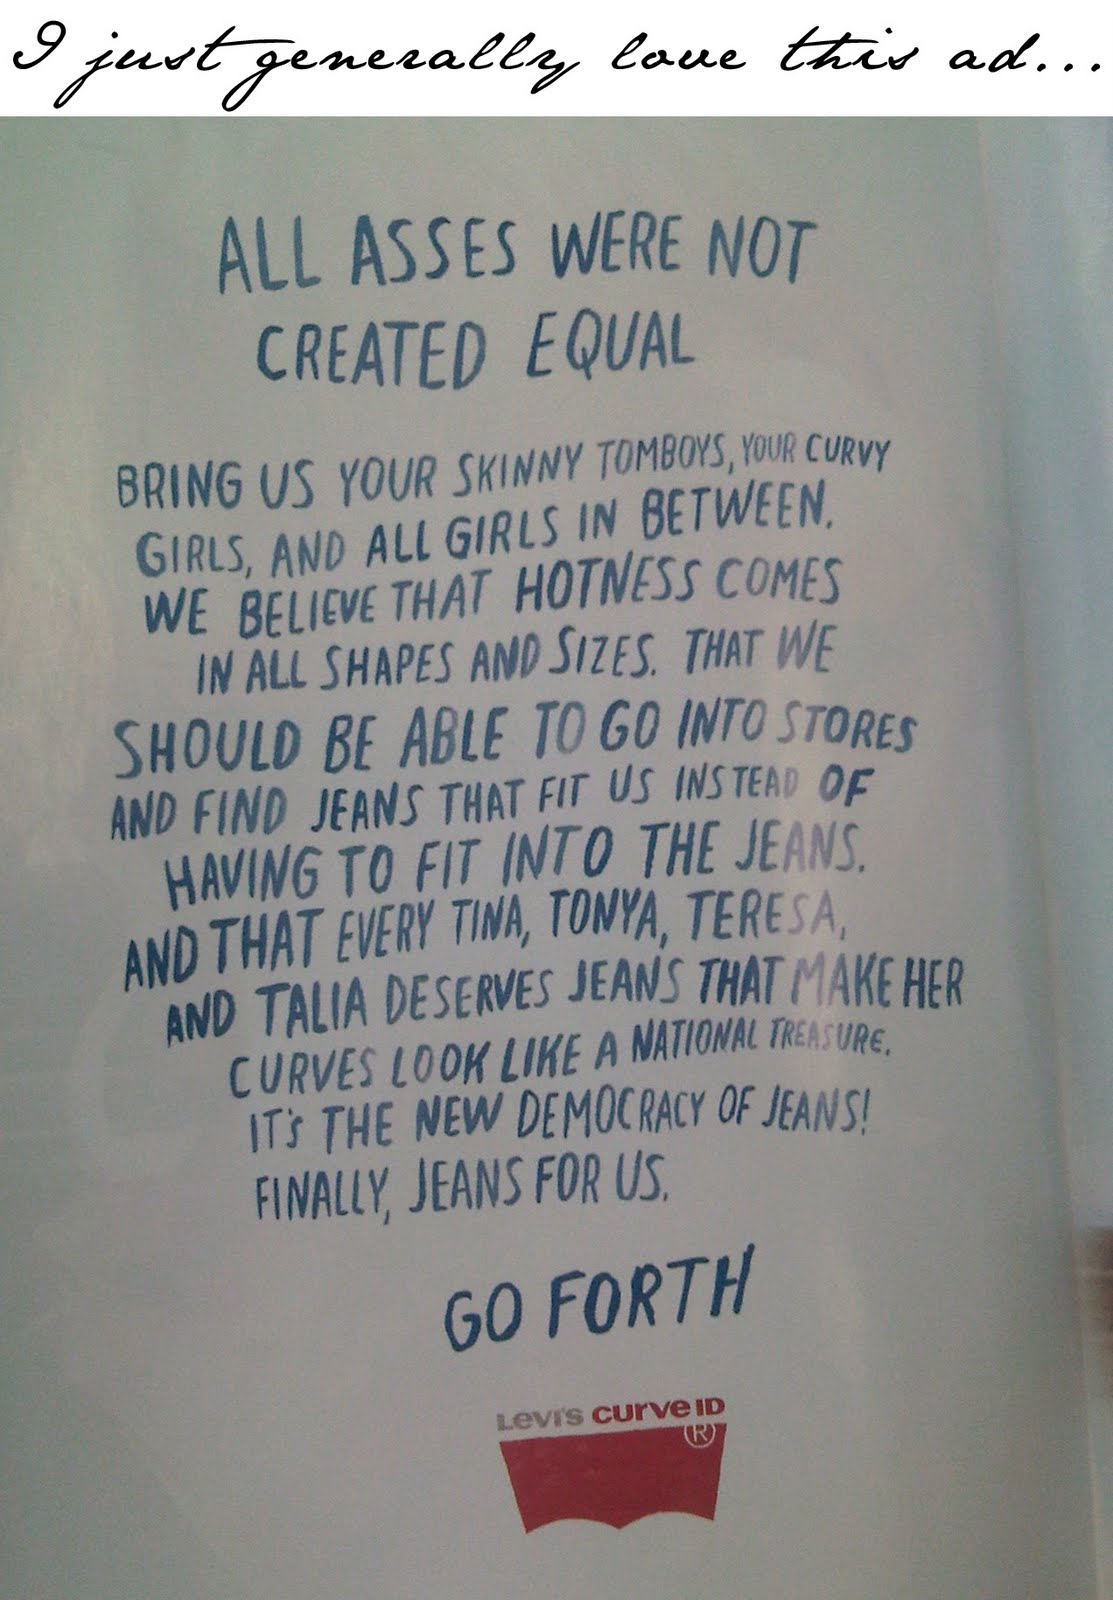 I just generally love this ad...
ALL ASSES WERE NOT
CREATED EQUAL
BRING US YOUR SKINNY TOMBOYS, YOUR CURVY
GIRLS, AND ALL GIRLS IN BETWEEN.
WE BELIEVE THAT HOTNESS COMES
IN ALL SHAPES AND SIZES. THAT WE
SHOULD BE ABLE TO GO INTO STORES
AND FIND JEANS THAT FIT US INSTEAD OF
HAVING TO FIT INTO THE JEANS.
AND THAT EVERY TINA, TONYA, TERESA,
AND TALIA DESERVES JEANS THAT MAKE HER
CURVES LOOK LIKE A NATIONAL TREASURE.
IT'S THE NEW DEMOCRACY OF JEANS!
FINALLY, JEANS FOR US.
GO FORTH
Levi's curve ID
®